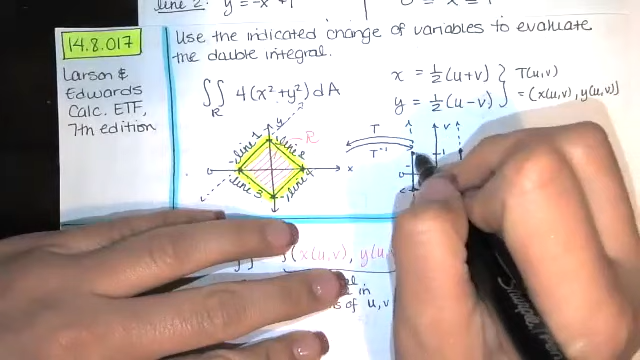 line 2: y = -x + 1
14.8.017
Use the indicated change of variables to evaluate
the double integral.
Larson &
Edwards
Calc. ETF,
7th edition
∬ 4(x² + y²) dA
R
x = ½(u+v)
y = ½(u-v)
T(u,v)
= (x(u,v), y(u,v))
line 1
line 2
line 3
line 4
R
y
x
T
T⁻¹
v
1
(x(u,v), y(u,
in
of u, v